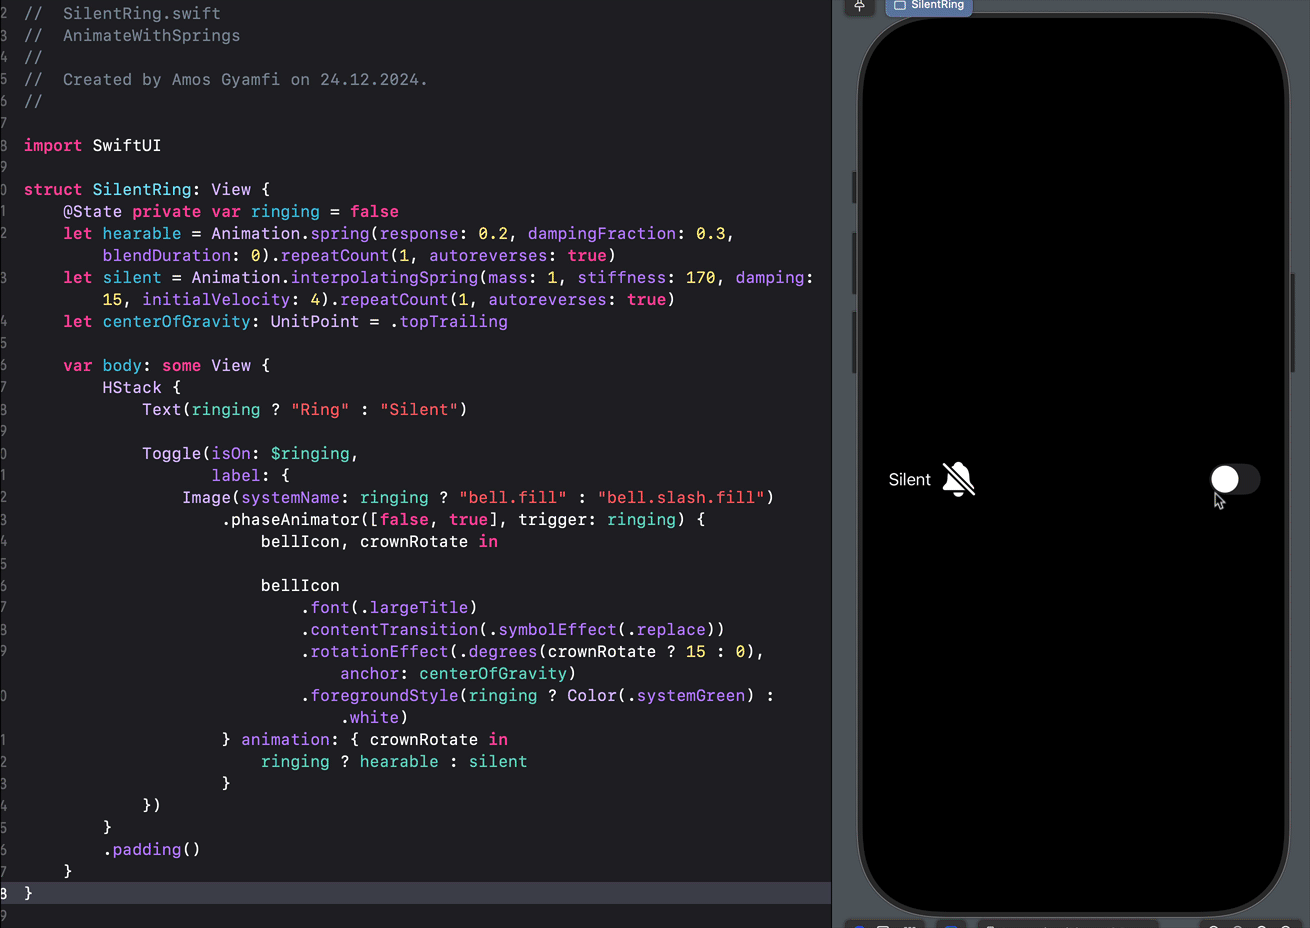 2 //  SilentRing.swift
3 //  AnimateWithSprings
4 //
5 //  Created by Amos Gyamfi on 24.12.2024.
6 //
7
8 import SwiftUI
9
0 struct SilentRing: View {
1     @State private var ringing = false
2     let hearable = Animation.spring(response: 0.2, dampingFraction: 0.3,
        blendDuration: 0).repeatCount(1, autoreverses: true)
3     let silent = Animation.interpolatingSpring(mass: 1, stiffness: 170, damping:
        15, initialVelocity: 4).repeatCount(1, autoreverses: true)
4     let centerOfGravity: UnitPoint = .topTrailing
5
6     var body: some View {
7         HStack {
8             Text(ringing ? "Ring" : "Silent")
9
0             Toggle(isOn: $ringing,
1                    label: {
2                 Image(systemName: ringing ? "bell.fill" : "bell.slash.fill")
3                     .phaseAnimator([false, true], trigger: ringing) {
4                         bellIcon, crownRotate in
5
6                         bellIcon
7                             .font(.largeTitle)
8                             .contentTransition(.symbolEffect(.replace))
9                             .rotationEffect(.degrees(crownRotate ? 15 : 0),
                                anchor: centerOfGravity)
0                             .foregroundStyle(ringing ? Color(.systemGreen) :
                                .white)
1                     } animation: { crownRotate in
2                         ringing ? hearable : silent
3                     }
4             })
5         }
6         .padding()
7     }
8 }
9
SilentRing
Silent